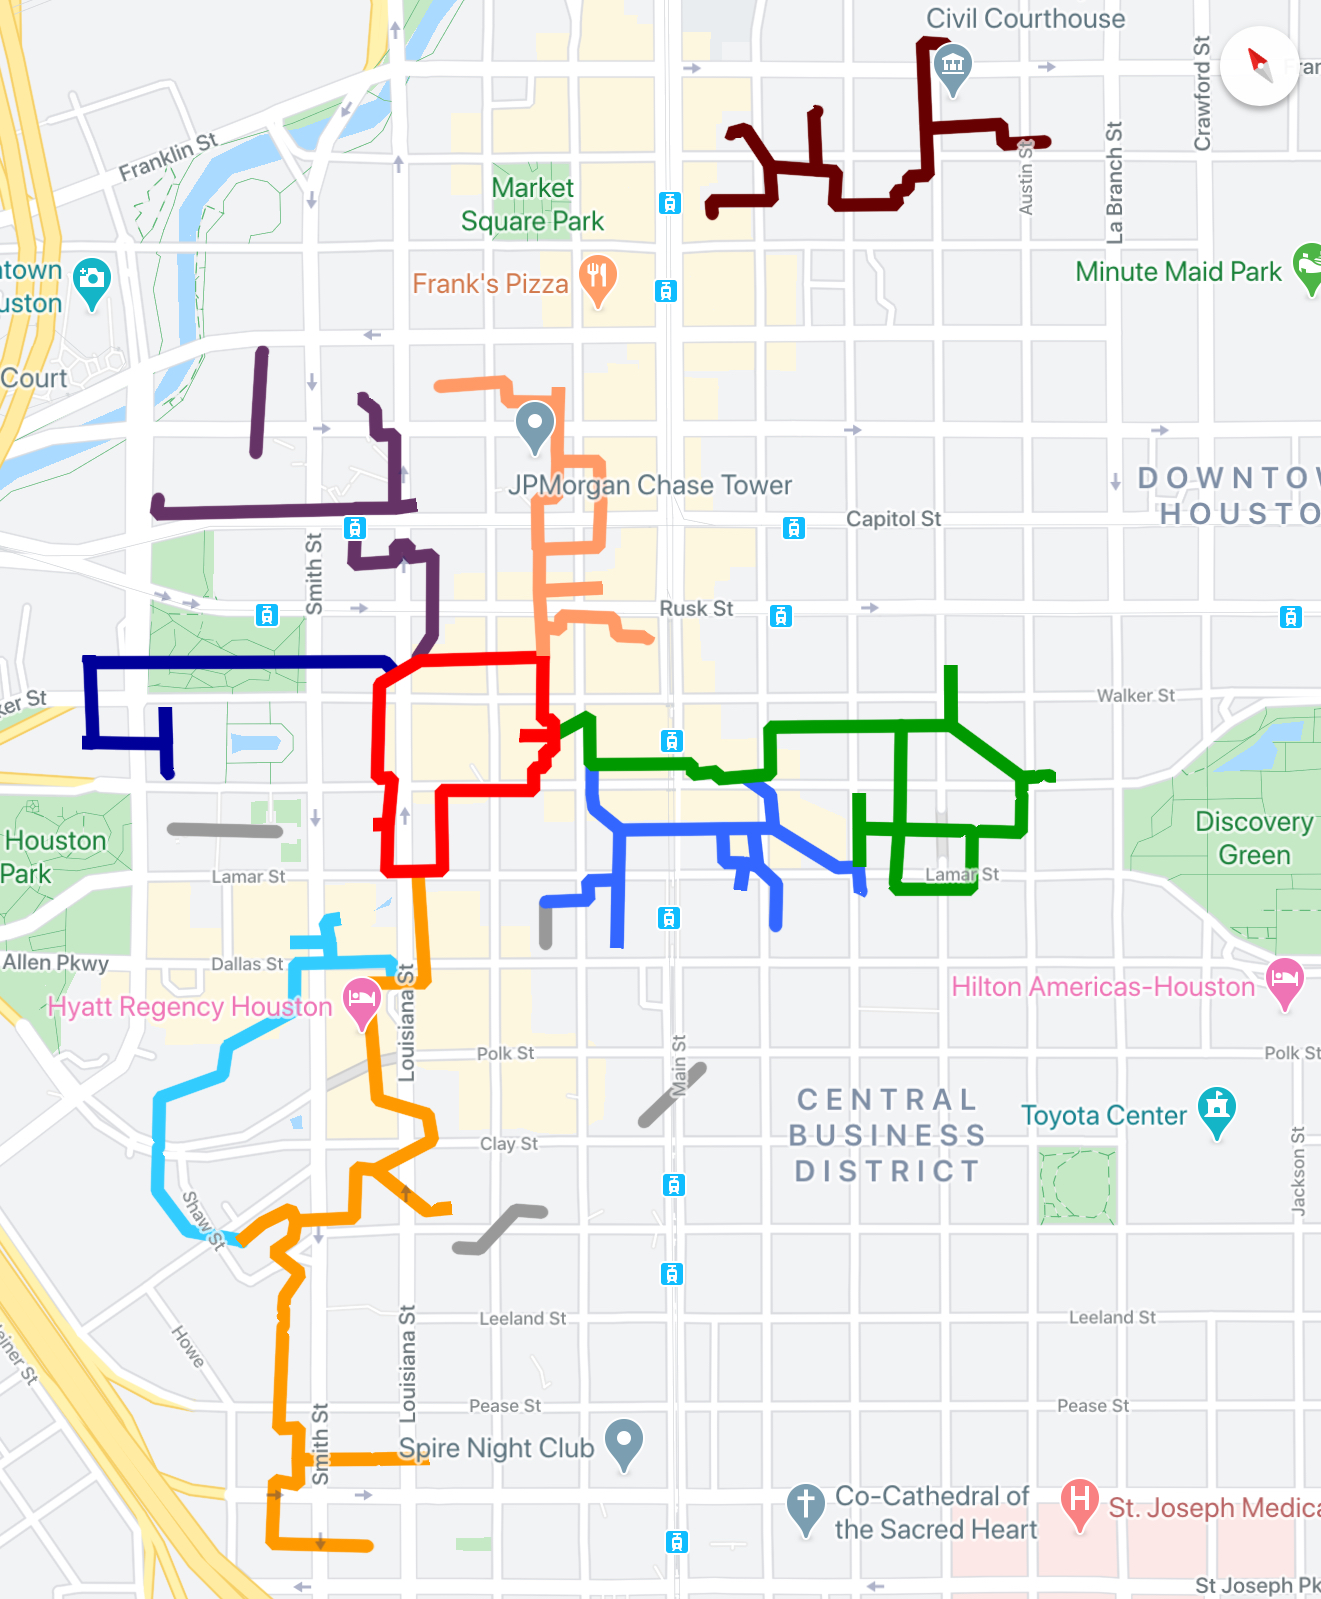 Civil Courthouse
Crawford St
Franklin St
La Branch St
Austin St
Market
Square Park
Frank's Pizza
Minute Maid Park
Court
DOWNTOW
HOUSTO
JPMorgan Chase Tower
Capitol St
Smith St
Rusk St
Walker St
ker St
Houston
Park
Discovery
Green
Lamar St
Lamar St
Allen Pkwy
Dallas St
Hyatt Regency Houston
Louisiana St
Hilton Americas-Houston
Polk St
Main St
Polk St
CENTRAL
BUSINESS
DISTRICT
Toyota Center
Clay St
Jackson St
Shaw St
Leeland St
Leeland St
Howe
Louisiana St
einer St
Pease St
Pease St
Smith St
Spire Night Club
Co-Cathedral of
the Sacred Heart
H
St. Joseph Medica
St Joseph Pk